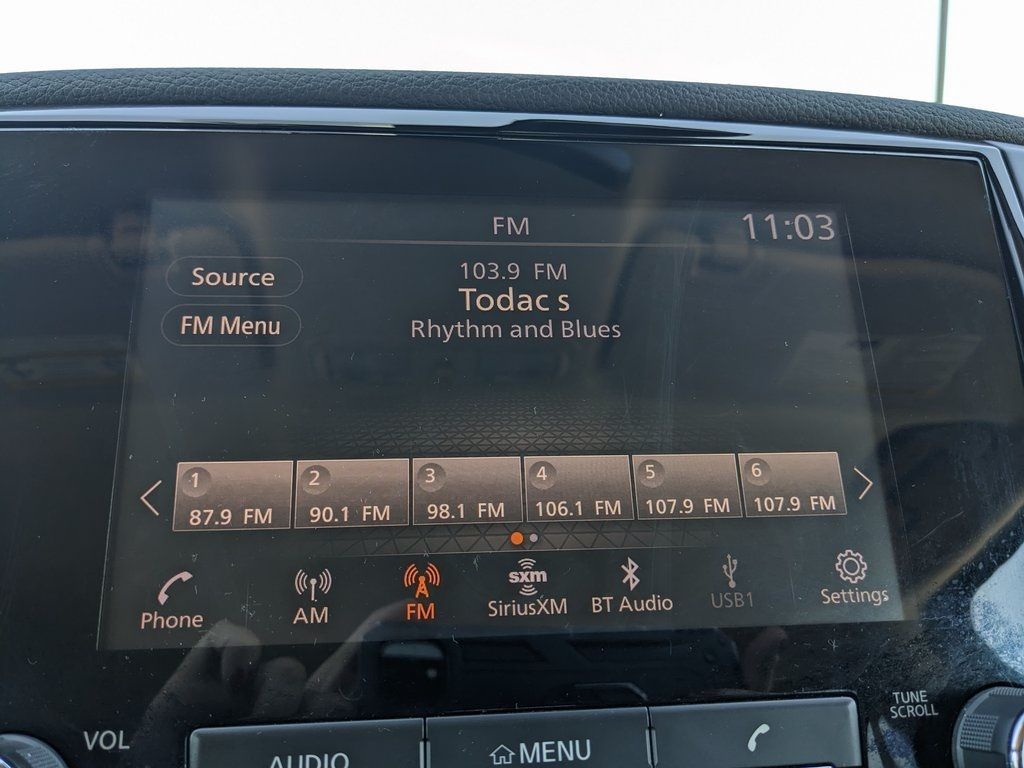 FM
11:03
Source
103.9 FM
Todac s
FM Menu
Rhythm and Blues
1
87.9 FM
2
90.1 FM
3
98.1 FM
4
106.1 FM
5
107.9 FM
6
107.9 FM
Phone
AM
FM
sxm
SiriusXM
BT Audio
USB1
Settings
VOL
AUDIO
MENU
TUNE
SCROLL